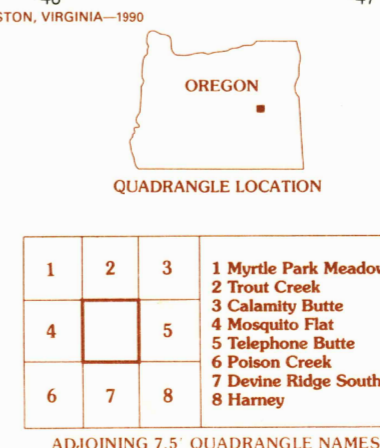 STON, VIRGINIA—1990
OREGON
QUADRANGLE LOCATION
1 2 3
4 5
6 7 8
1 Myrtle Park Meadow
2 Trout Creek
3 Calamity Butte
4 Mosquito Flat
5 Telephone Butte
6 Poison Creek
7 Devine Ridge South
8 Harney
ADJOINING 7.5' QUADRANGLE NAMES